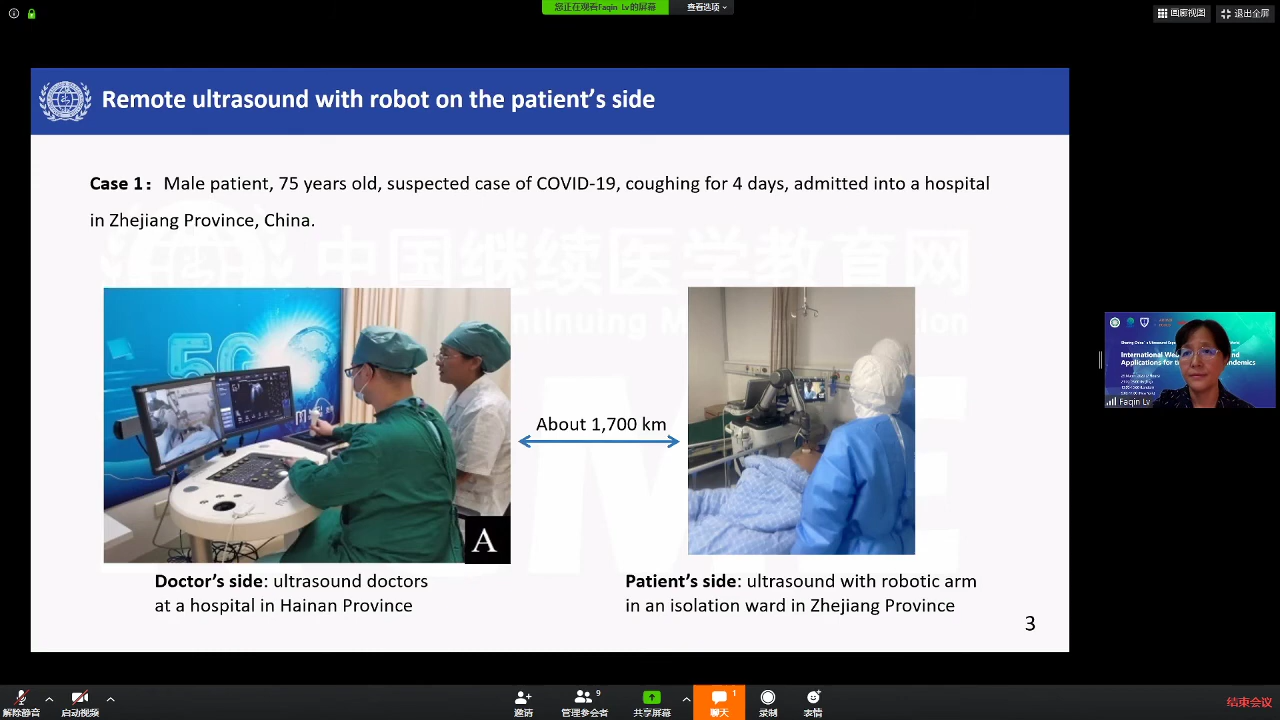 您正在观看Faqin Lv的屏幕
查看选项
画廊视图
退出全屏
Remote ultrasound with robot on the patient's side
Case 1：Male patient, 75 years old, suspected case of COVID-19, coughing for 4 days, admitted into a hospital
in Zhejiang Province, China.
中国继续医学教育网
5G
A
About 1,700 km
Doctor's side: ultrasound doctors
at a hospital in Hainan Province
Patient's side: ultrasound with robotic arm
in an isolation ward in Zhejiang Province
3
International We
Applications for
Faqin Lv
解除静音
启动视频
邀请
9
管理参会者
共享屏幕
1
聊天
录制
表情
结束会议